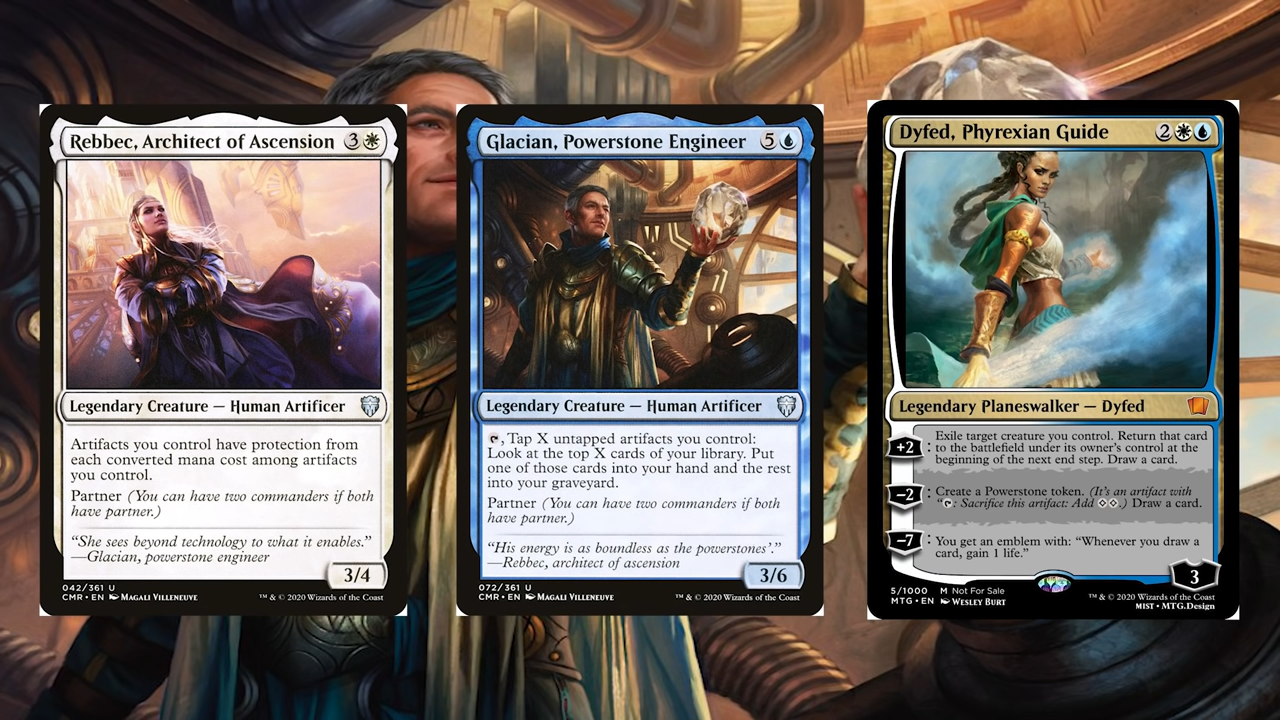 Rebbec, Architect of Ascension 3
Legendary Creature — Human Artificer
Artifacts you control have protection from
each converted mana cost among artifacts
you control.
Partner (You can have two commanders if both
have partner.)
“She sees beyond technology to what it enables.”
—Glacian, powerstone engineer
3/4
042/361 U
CMR • EN Magali Villeneuve
™ & © 2020 Wizards of the Coast
Glacian, Powerstone Engineer 5
Legendary Creature — Human Artificer
, Tap X untapped artifacts you control:
Look at the top X cards of your library. Put
one of those cards into your hand and the rest
into your graveyard.
Partner (You can have two commanders if both
have partner.)
“His energy is as boundless as the powerstones’.”
—Rebbec, architect of ascension
3/6
072/361 U
CMR • EN Magali Villeneuve
™ & © 2020 Wizards of the Coast
Dyfed, Phyrexian Guide 2
Legendary Planeswalker — Dyfed
+2 : Exile target creature you control. Return that card
to the battlefield under its owner’s control at the
beginning of the next end step. Draw a card.
−2 : Create a Powerstone token. (It’s an artifact with
“: Sacrifice this artifact: Add .) Draw a card.
−7 : You get an emblem with: “Whenever you draw a
card, gain 1 life.”
3
5/1000 M Not For Sale
MTG • EN Wesley Burt
™ & © 2020 Wizards of the Coast
MIST • MTG.Design